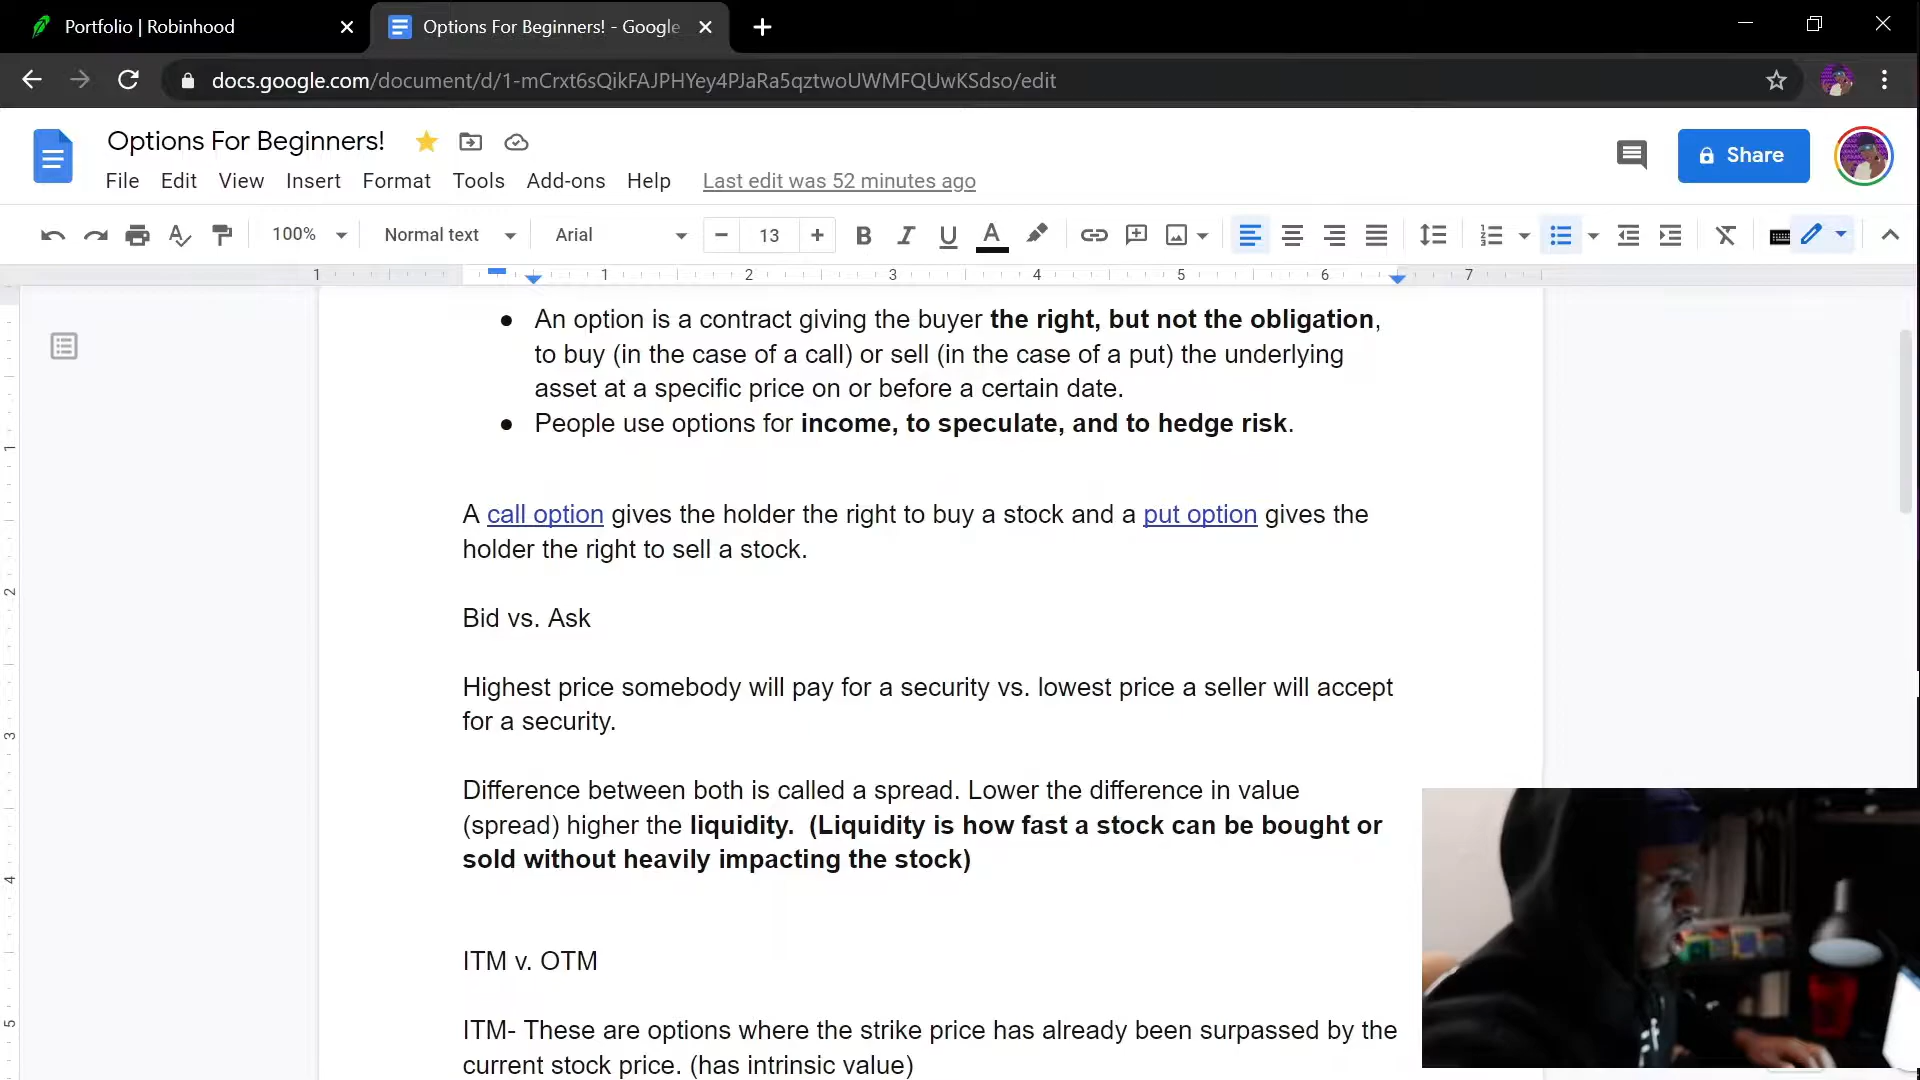 Portfolio | Robinhood
Options For Beginners! - Google
docs.google.com/document/d/1-mCrxt6sQikFAJPHYey4PJaRa5qztwoUWMFQUwKSdso/edit
Options For Beginners!
Share
File Edit View Insert Format Tools Add-ons Help Last edit was 52 minutes ago
100% Normal text Arial 13
1 1 2 3 4 5 6 7
● An option is a contract giving the buyer the right, but not the obligation,
to buy (in the case of a call) or sell (in the case of a put) the underlying
asset at a specific price on or before a certain date.
● People use options for income, to speculate, and to hedge risk.
A call option gives the holder the right to buy a stock and a put option gives the
holder the right to sell a stock.
Bid vs. Ask
Highest price somebody will pay for a security vs. lowest price a seller will accept
for a security.
Difference between both is called a spread. Lower the difference in value
(spread) higher the liquidity. (Liquidity is how fast a stock can be bought or
sold without heavily impacting the stock)
ITM v. OTM
ITM- These are options where the strike price has already been surpassed by the
current stock price. (has intrinsic value)
1
2
3
4
5